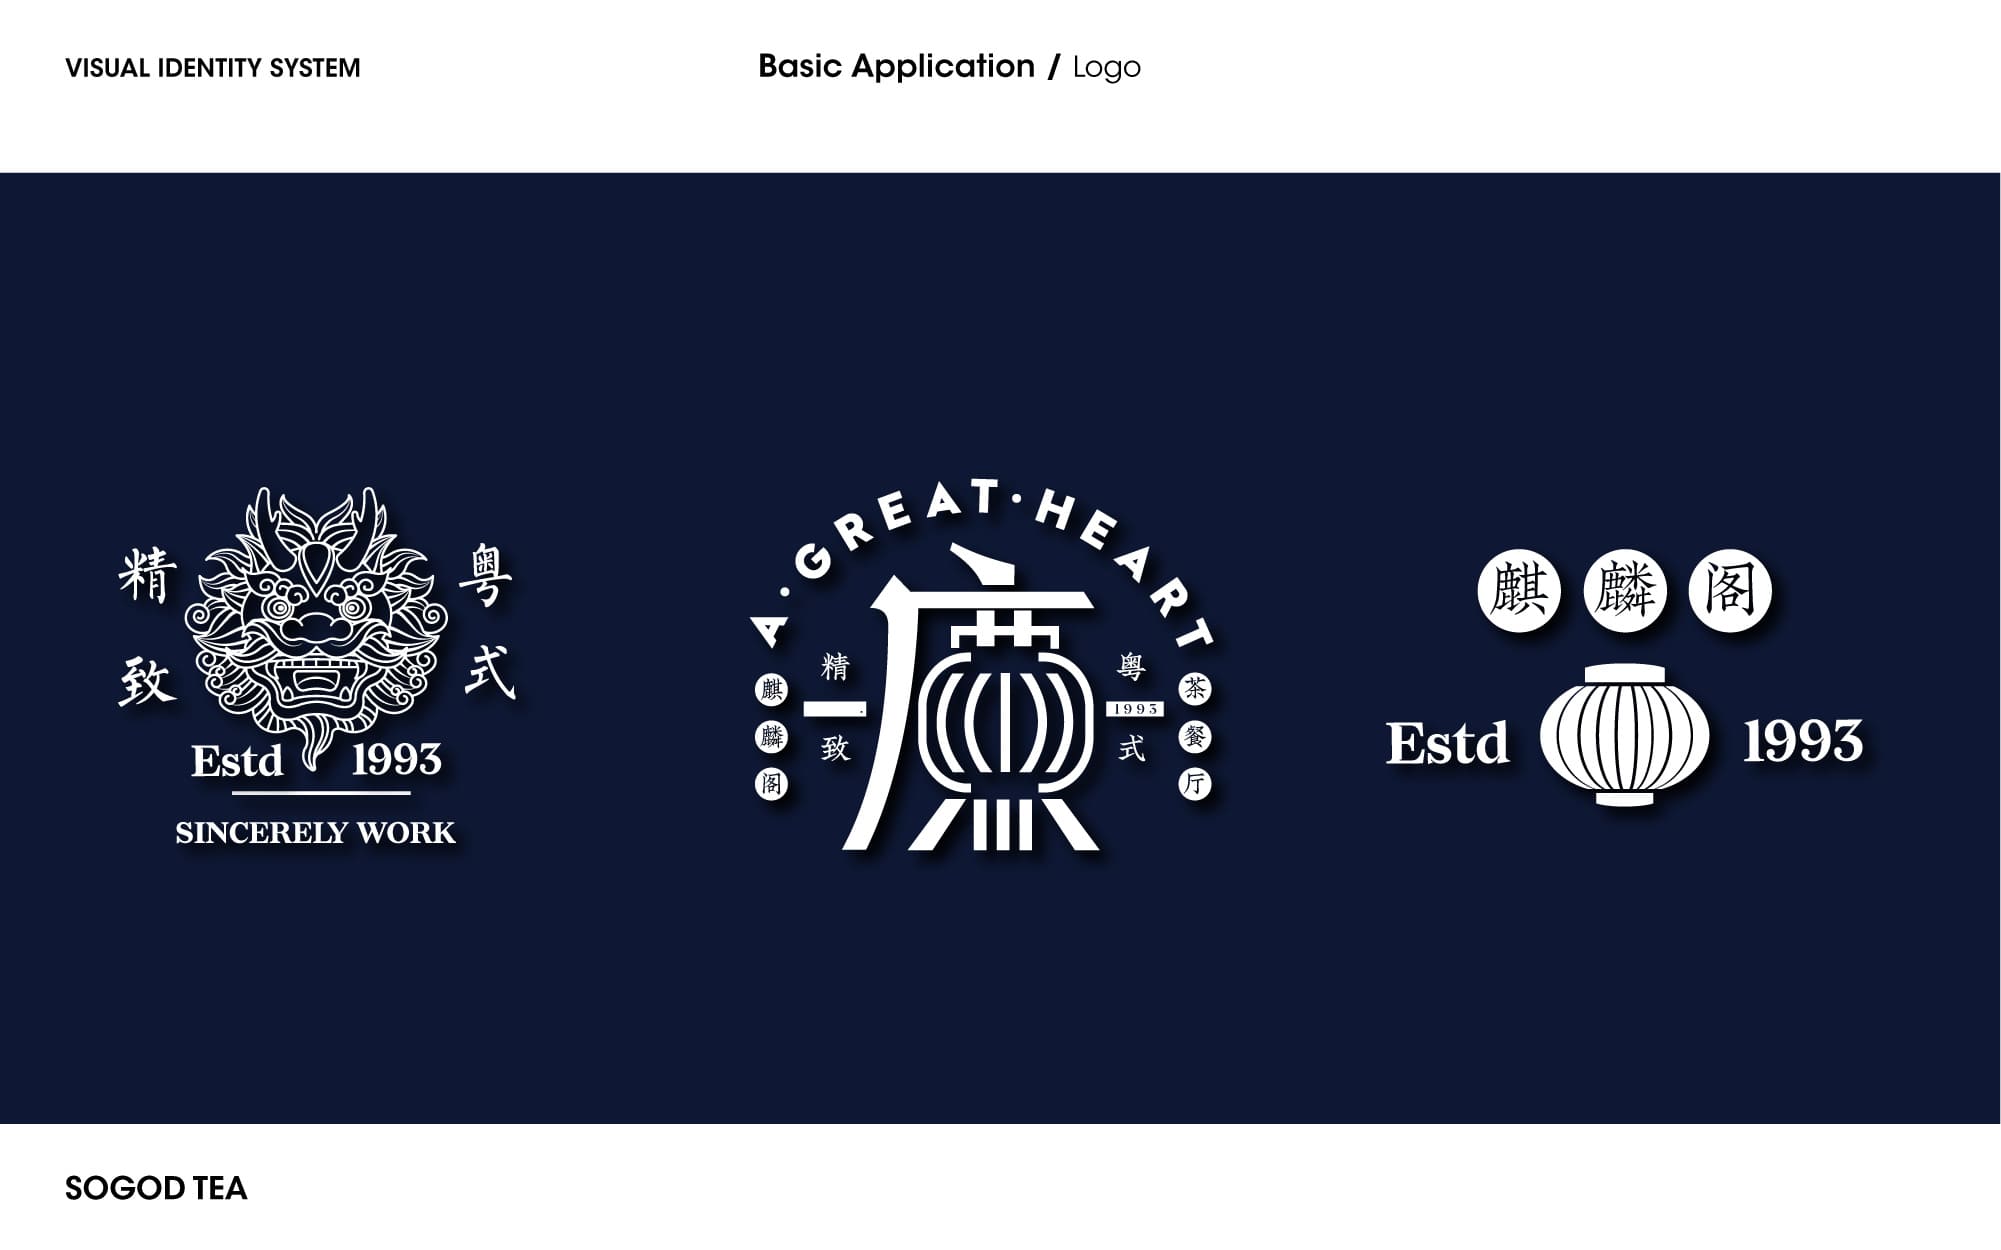 VISUAL IDENTITY SYSTEM
Basic Application / Logo
精致
粤式
Estd 1993
SINCERELY WORK
A·GREAT·HEART
麒麟阁
精致
粤式
1993
茶餐厅
麒麟阁
Estd 1993
SOGOD TEA